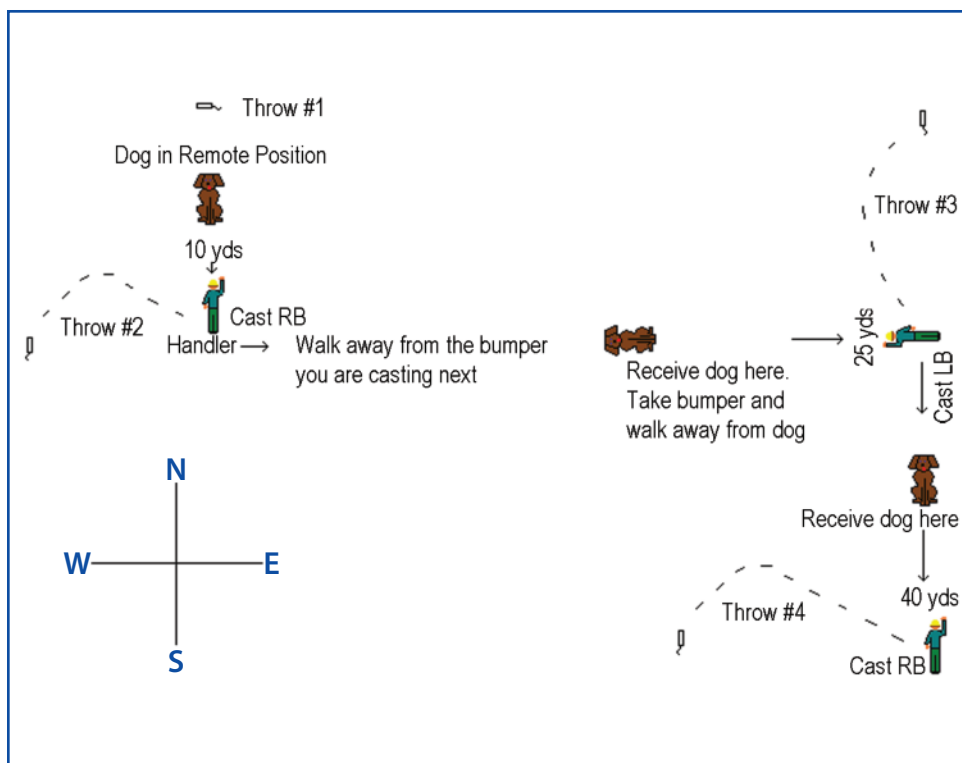 Throw #1
Dog in Remote Position
10 yds
Throw #2
Cast RB
Handler
Walk away from the bumper
you are casting next
Throw #3
25 yds
Cast LB
Receive dog here.
Take bumper and
walk away from dog
Receive dog here
40 yds
Throw #4
Cast RB
N
W
E
S